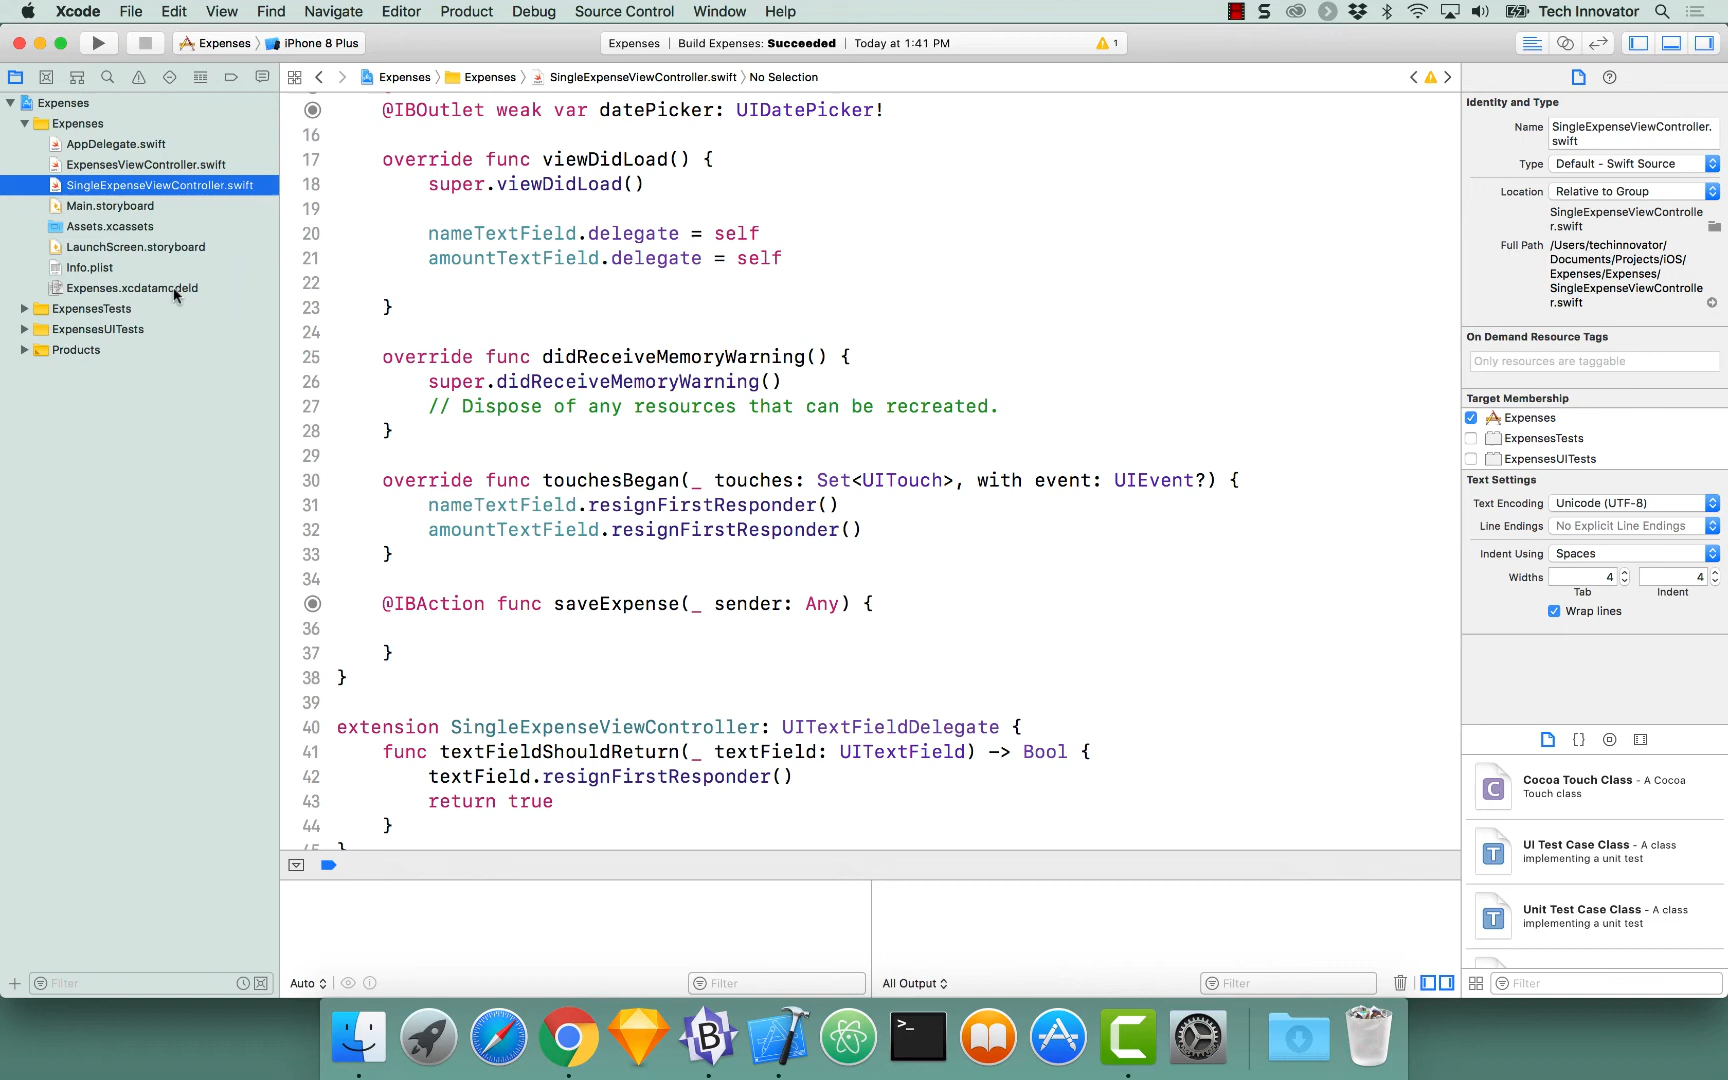 Xcode File Edit View Find Navigate Editor Product Debug Source Control Window Help Tech Innovator
Expenses iPhone 8 Plus Expenses | Build Expenses: Succeeded | Today at 1:41 PM 1
Expenses Expenses SingleExpenseViewController.swift No Selection
Expenses
Expenses
AppDelegate.swift
ExpensesViewController.swift
SingleExpenseViewController.swift
Main.storyboard
Assets.xcassets
LaunchScreen.storyboard
Info.plist
Expenses.xcdatamodeld
ExpensesTests
ExpensesUITests
Products
Filter
@IBOutlet weak var datePicker: UIDatePicker!
16
17 override func viewDidLoad() {
18 super.viewDidLoad()
19
20 nameTextField.delegate = self
21 amountTextField.delegate = self
22
23 }
24
25 override func didReceiveMemoryWarning() {
26 super.didReceiveMemoryWarning()
27 // Dispose of any resources that can be recreated.
28 }
29
30 override func touchesBegan(_ touches: Set<UITouch>, with event: UIEvent?) {
31 nameTextField.resignFirstResponder()
32 amountTextField.resignFirstResponder()
33 }
34
@IBAction func saveExpense(_ sender: Any) {
36
37 }
38 }
39
40 extension SingleExpenseViewController: UITextFieldDelegate {
41 func textFieldShouldReturn(_ textField: UITextField) -> Bool {
42 textField.resignFirstResponder()
43 return true
44 }
45 }
Auto Filter All Output Filter
Identity and Type
Name SingleExpenseViewController.
swift
Type Default - Swift Source
Location Relative to Group
SingleExpenseViewControlle
r.swift
Full Path /Users/techinnovator/
Documents/Projects/iOS/
Expenses/Expenses/
SingleExpenseViewControlle
r.swift
On Demand Resource Tags
Only resources are taggable
Target Membership
Expenses
ExpensesTests
ExpensesUITests
Text Settings
Text Encoding Unicode (UTF-8)
Line Endings No Explicit Line Endings
Indent Using Spaces
Widths 4 4
Tab Indent
Wrap lines
C Cocoa Touch Class - A Cocoa
Touch class
T UI Test Case Class - A class
implementing a unit test
T Unit Test Case Class - A class
implementing a unit test
Filter